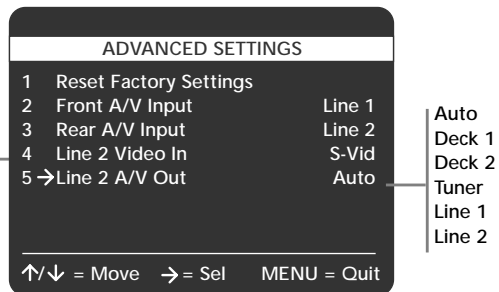 ADVANCED SETTINGS
1 Reset Factory Settings
2 Front A/V Input Line 1
3 Rear A/V Input Line 2
4 Line 2 Video In S-Vid
5 →Line 2 A/V Out Auto
↑/↓ = Move → = Sel MENU = Quit
Auto
Deck 1
Deck 2
Tuner
Line 1
Line 2